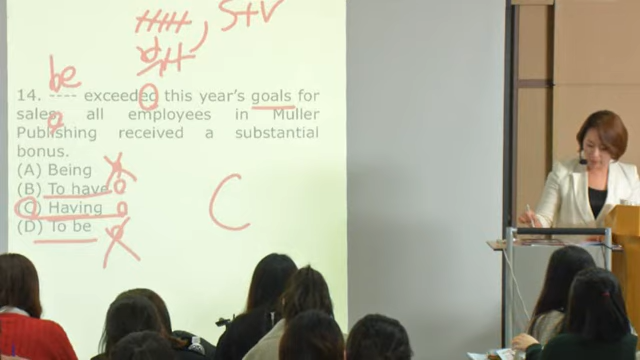 S+V
be
14. ---- exceeded this year's goals for
sales, all employees in Muller
Publishing received a substantial
bonus.
(A) Being
(B) To have
(C) Having
(D) To be
C